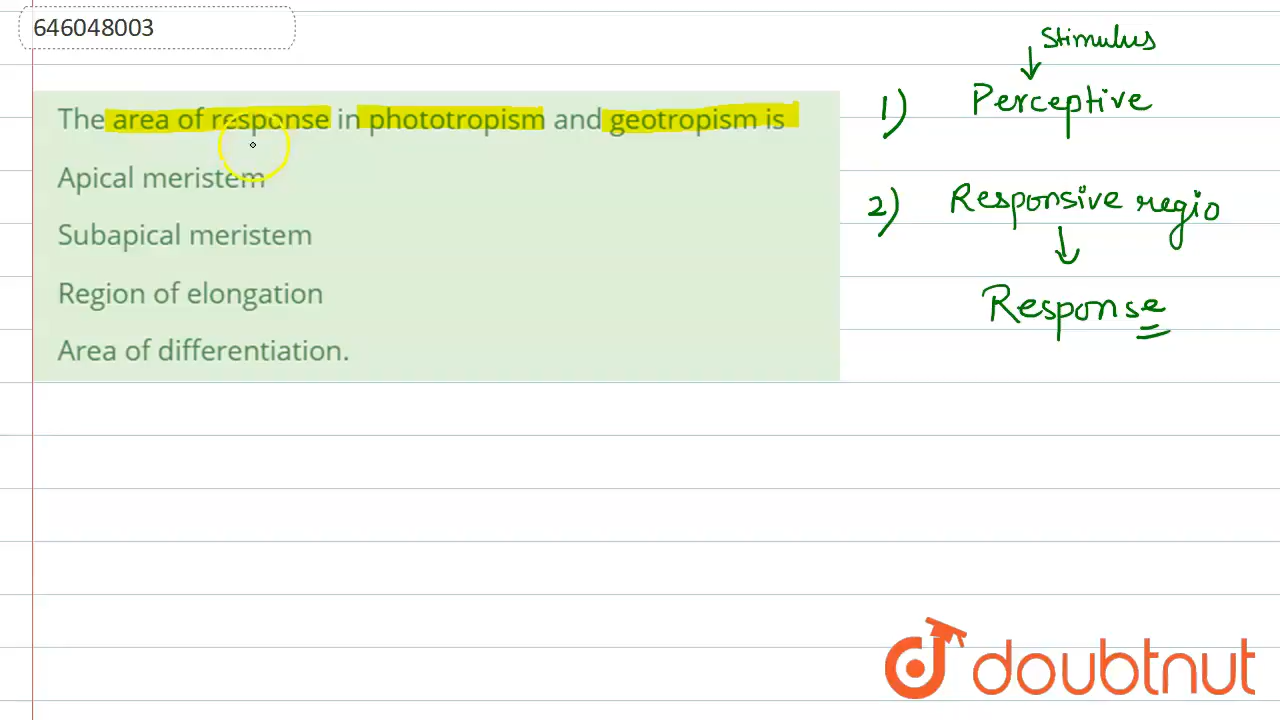 646048003
The area of response in phototropism and geotropism is
Apical meristem
Subapical meristem
Region of elongation
Area of differentiation.
Stimulus
1) Perceptive
2) Responsive regio
Response
doubtnut